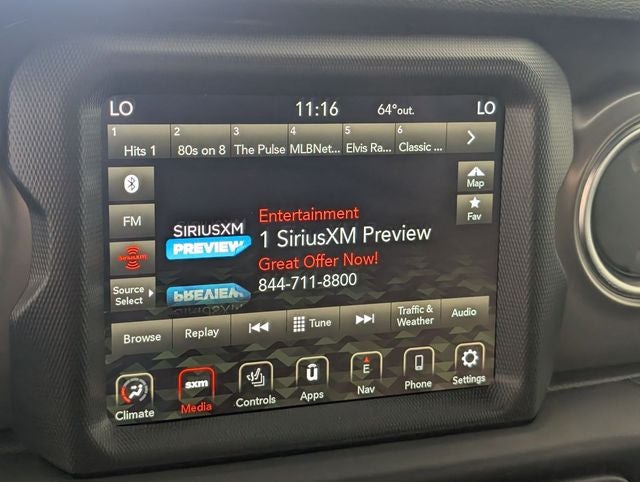 LO 11:16 64°out. LO
1 Hits 1 2 80s on 8 3 The Pulse 4 MLBNet... 5 Elvis Ra... 6 Classic ...
Map
FM
Fav
SIRIUSXM
PREVIEW
Entertainment
1 SiriusXM Preview
Great Offer Now!
844-711-8800
SiriusXM
Source
Select
Browse Replay Tune Traffic &
Weather Audio
Climate sxm
Media Controls u
Apps E
Nav Phone Settings